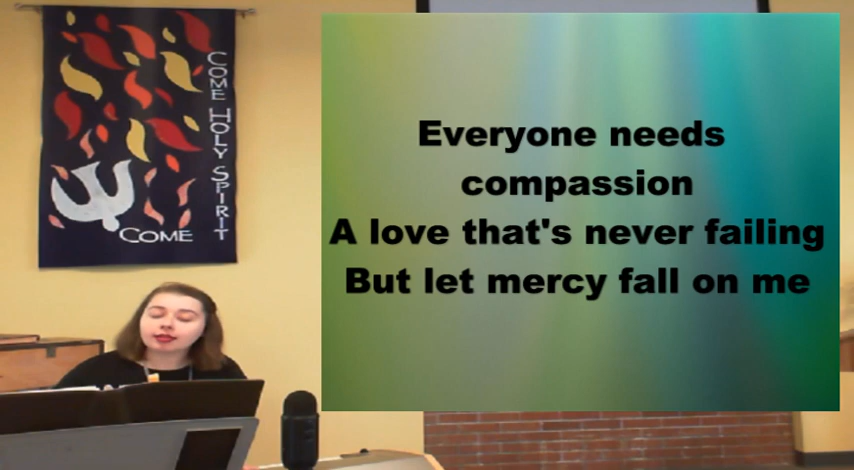 COME HOLY SPIRIT
COME
Everyone needs
compassion
A love that's never failing
But let mercy fall on me